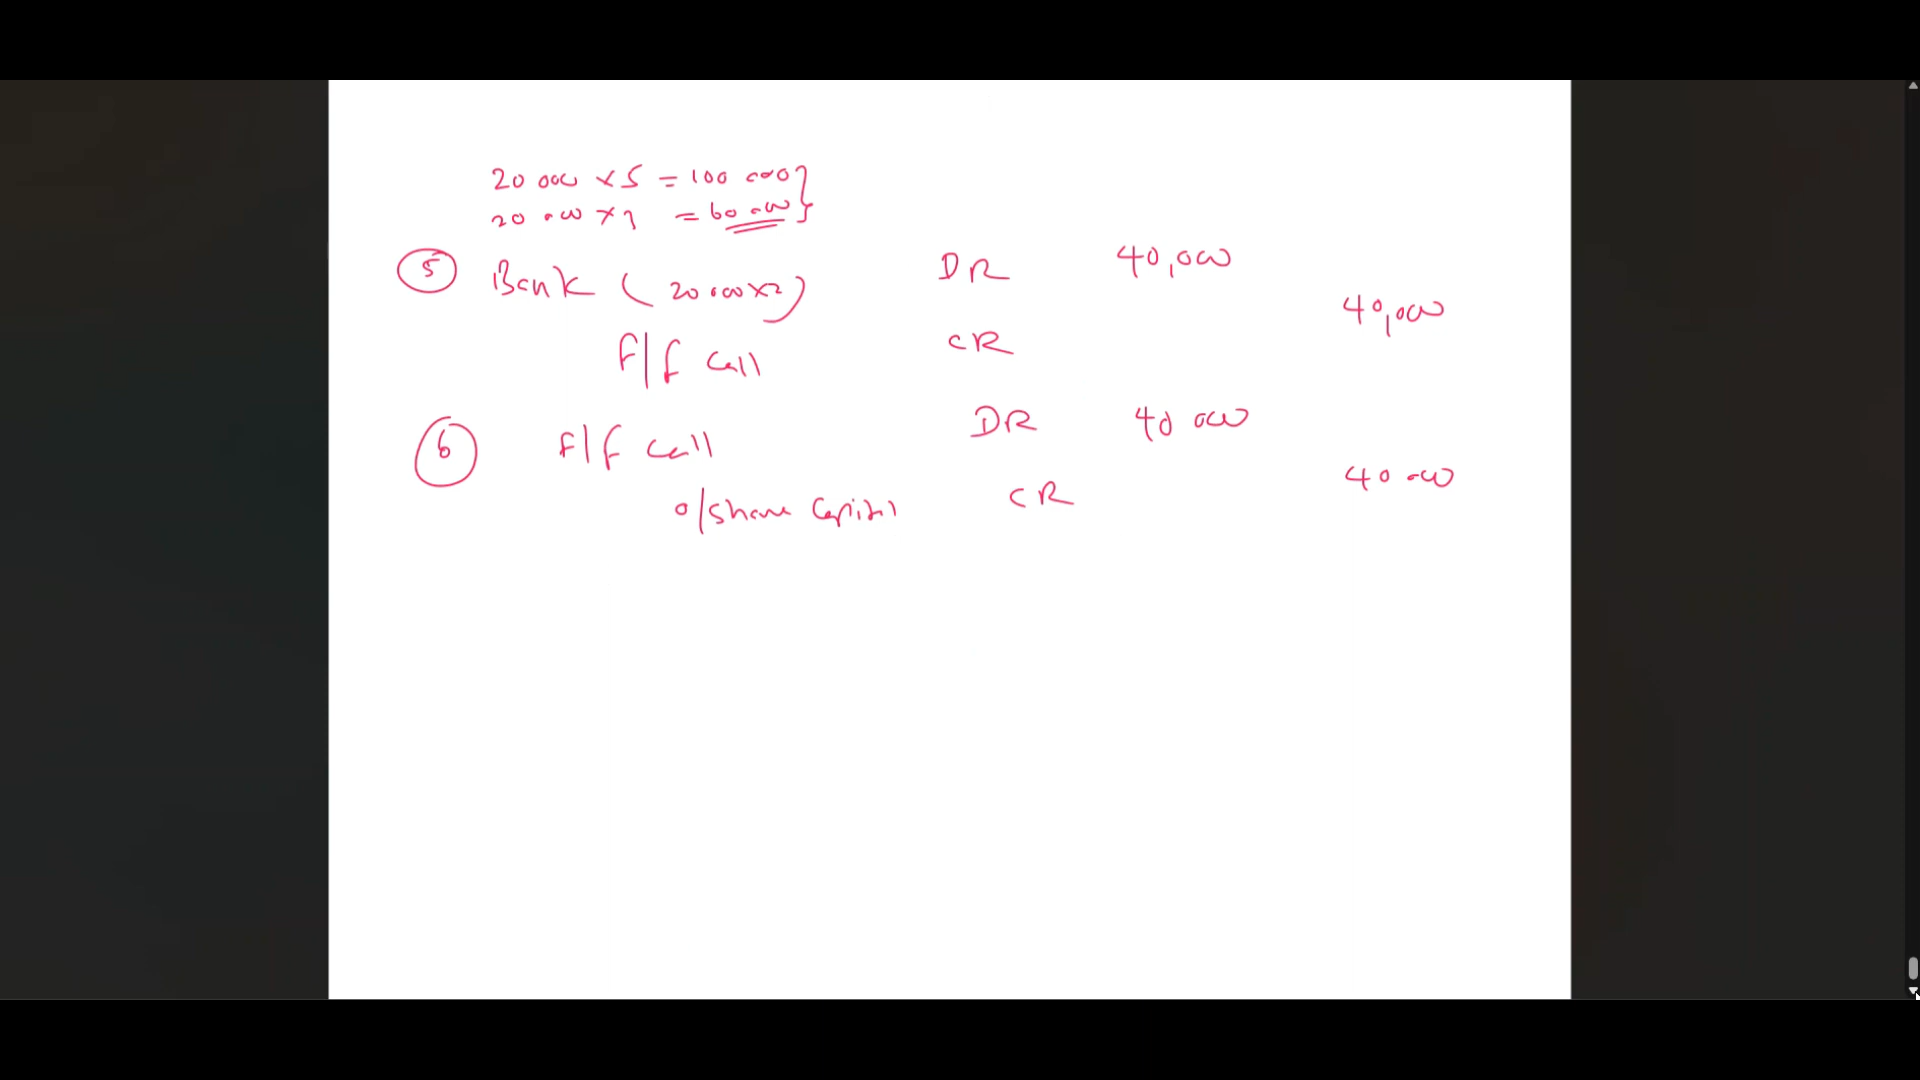 20 000 × 5 = 100 000 }
20 000 × 3 = 60 000 }
5 Bank (20 000×2) DR 40,000
F/f call CR 40,000
6 F/f call DR 40 000
o/share capital CR 40 000